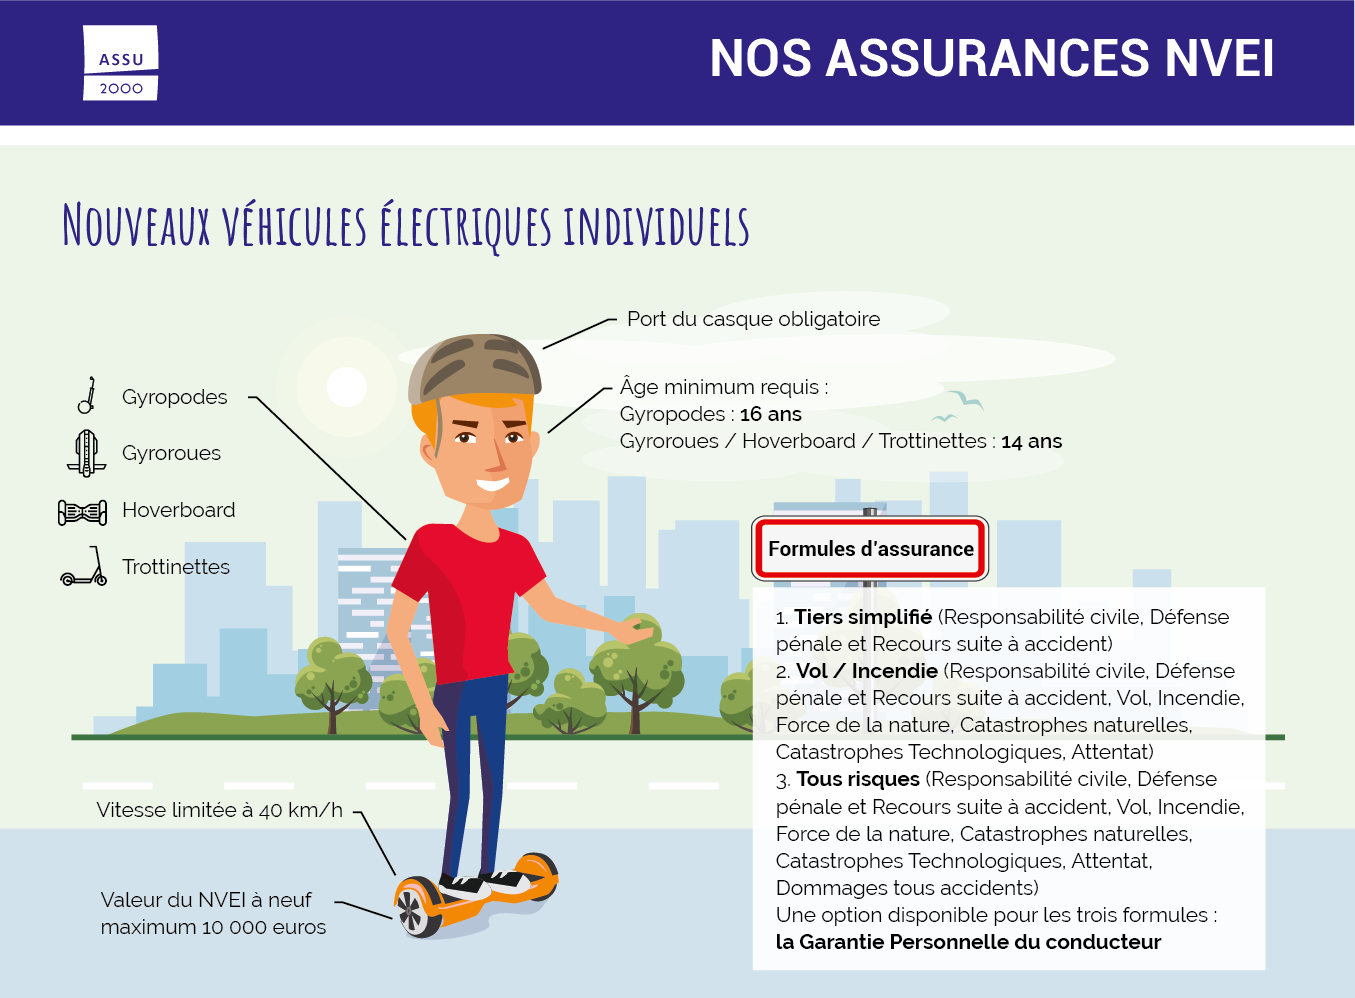 ASSU
2000
NOS ASSURANCES NVEI
Nouveaux véhicules électriques individuels
Port du casque obligatoire
Âge minimum requis :
Gyropodes : 16 ans
Gyroroues / Hoverboard / Trottinettes : 14 ans
Gyropodes
Gyroroues
Hoverboard
Trottinettes
Formules d'assurance
1. Tiers simplifié (Responsabilité civile, Défense
pénale et Recours suite à accident)
2. Vol / Incendie (Responsabilité civile, Défense
pénale et Recours suite à accident, Vol, Incendie,
Force de la nature, Catastrophes naturelles,
Catastrophes Technologiques, Attentat)
3. Tous risques (Responsabilité civile, Défense
pénale et Recours suite à accident, Vol, Incendie,
Force de la nature, Catastrophes naturelles,
Catastrophes Technologiques, Attentat,
Dommages tous accidents)
Une option disponible pour les trois formules :
la Garantie Personnelle du conducteur
Vitesse limitée à 40 km/h
Valeur du NVEI à neuf
maximum 10 000 euros